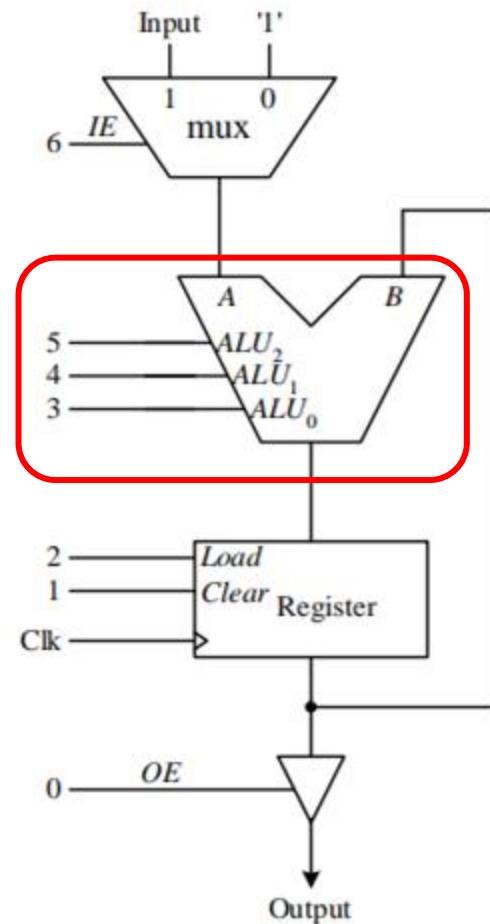 Input '1'
1 0
mux
6 IE
A B
5 ALU2
4 ALU1
3 ALU0
2 Load
1 Clear
Register
Clk
0 OE
Output